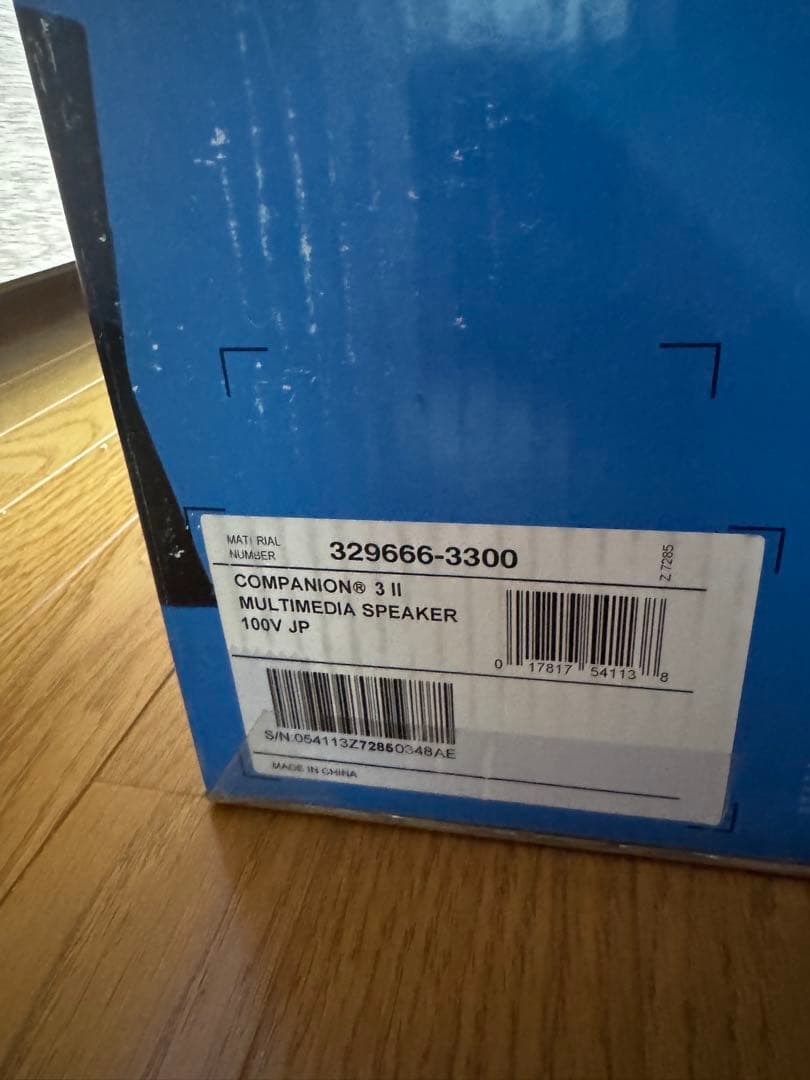 MATERIAL
NUMBER
329666-3300
Z 7285
COMPANION® 3 II
MULTIMEDIA SPEAKER
100V JP
0 17817 54113 8
S/N:054113Z72850348AE
MADE IN CHINA